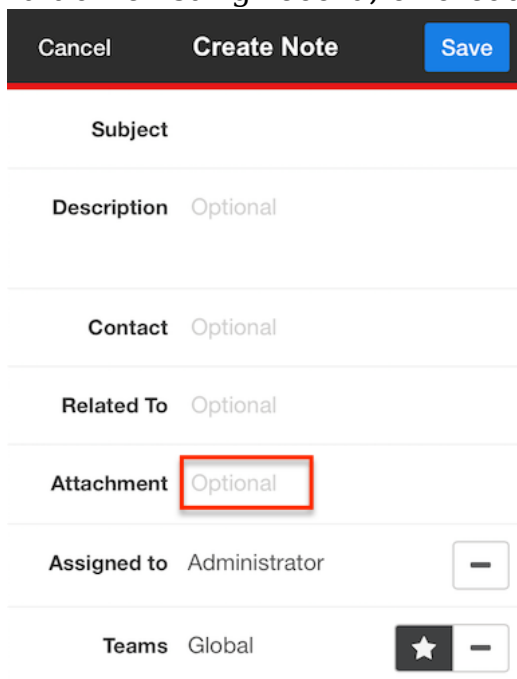 Cancel Create Note Save
Subject
Description Optional
Contact Optional
Related To Optional
Attachment Optional
Assigned to Administrator
Teams Global